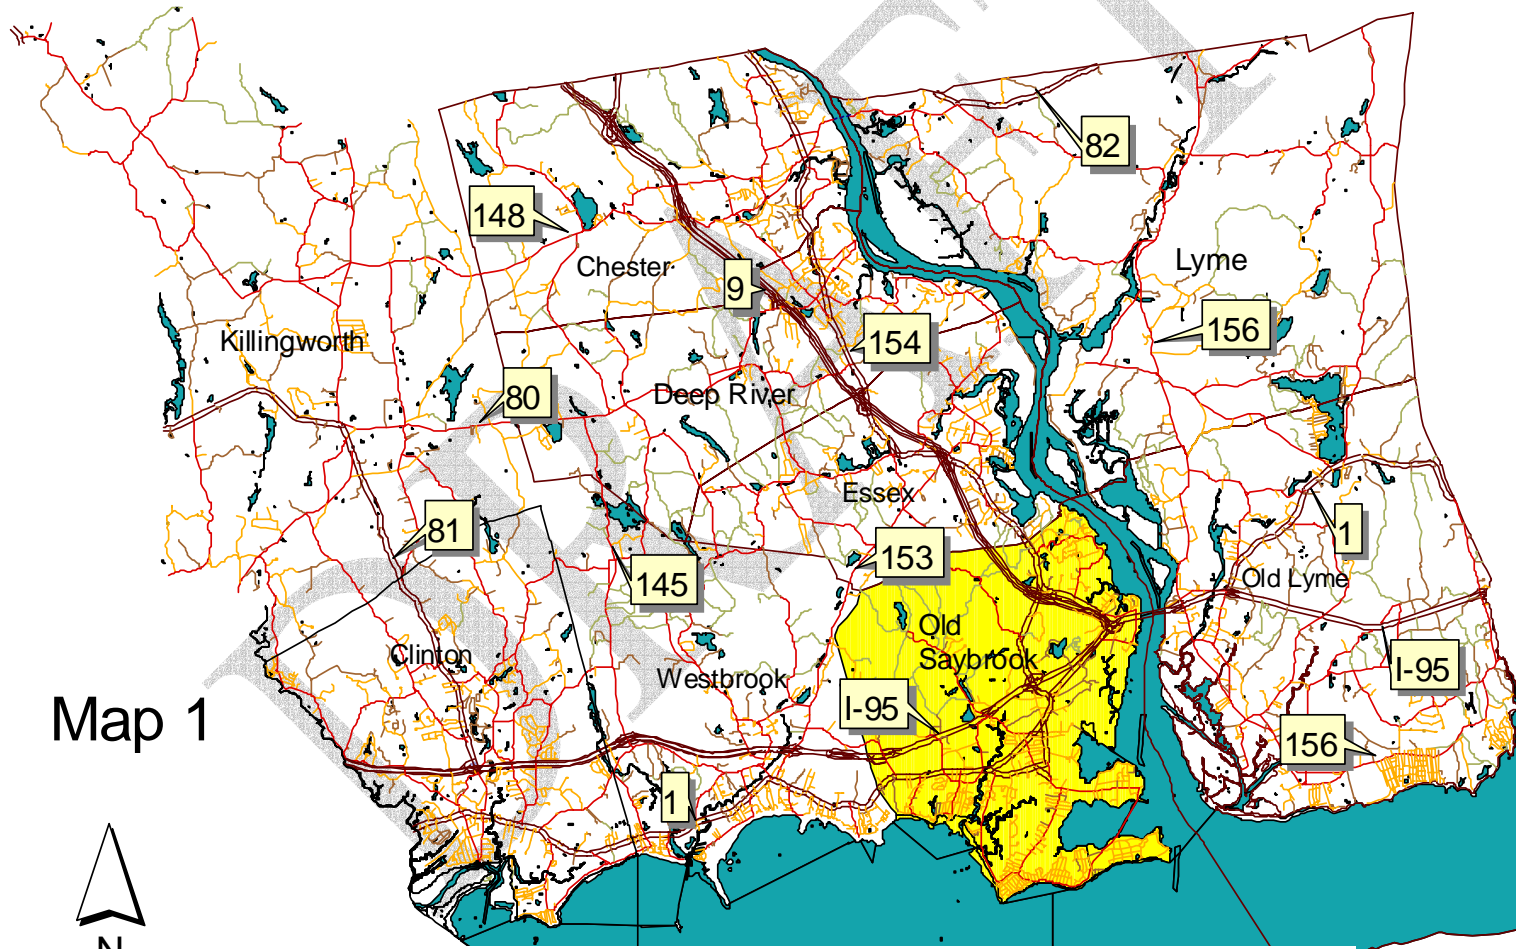 82
148
Chester
9
Lyme
156
154
Killingworth
80
Deep River
Essex
81
1
153
145
Old Lyme
Old
Saybrook
Clinton
Westbrook
I-95
I-95
Map 1
156
1
N